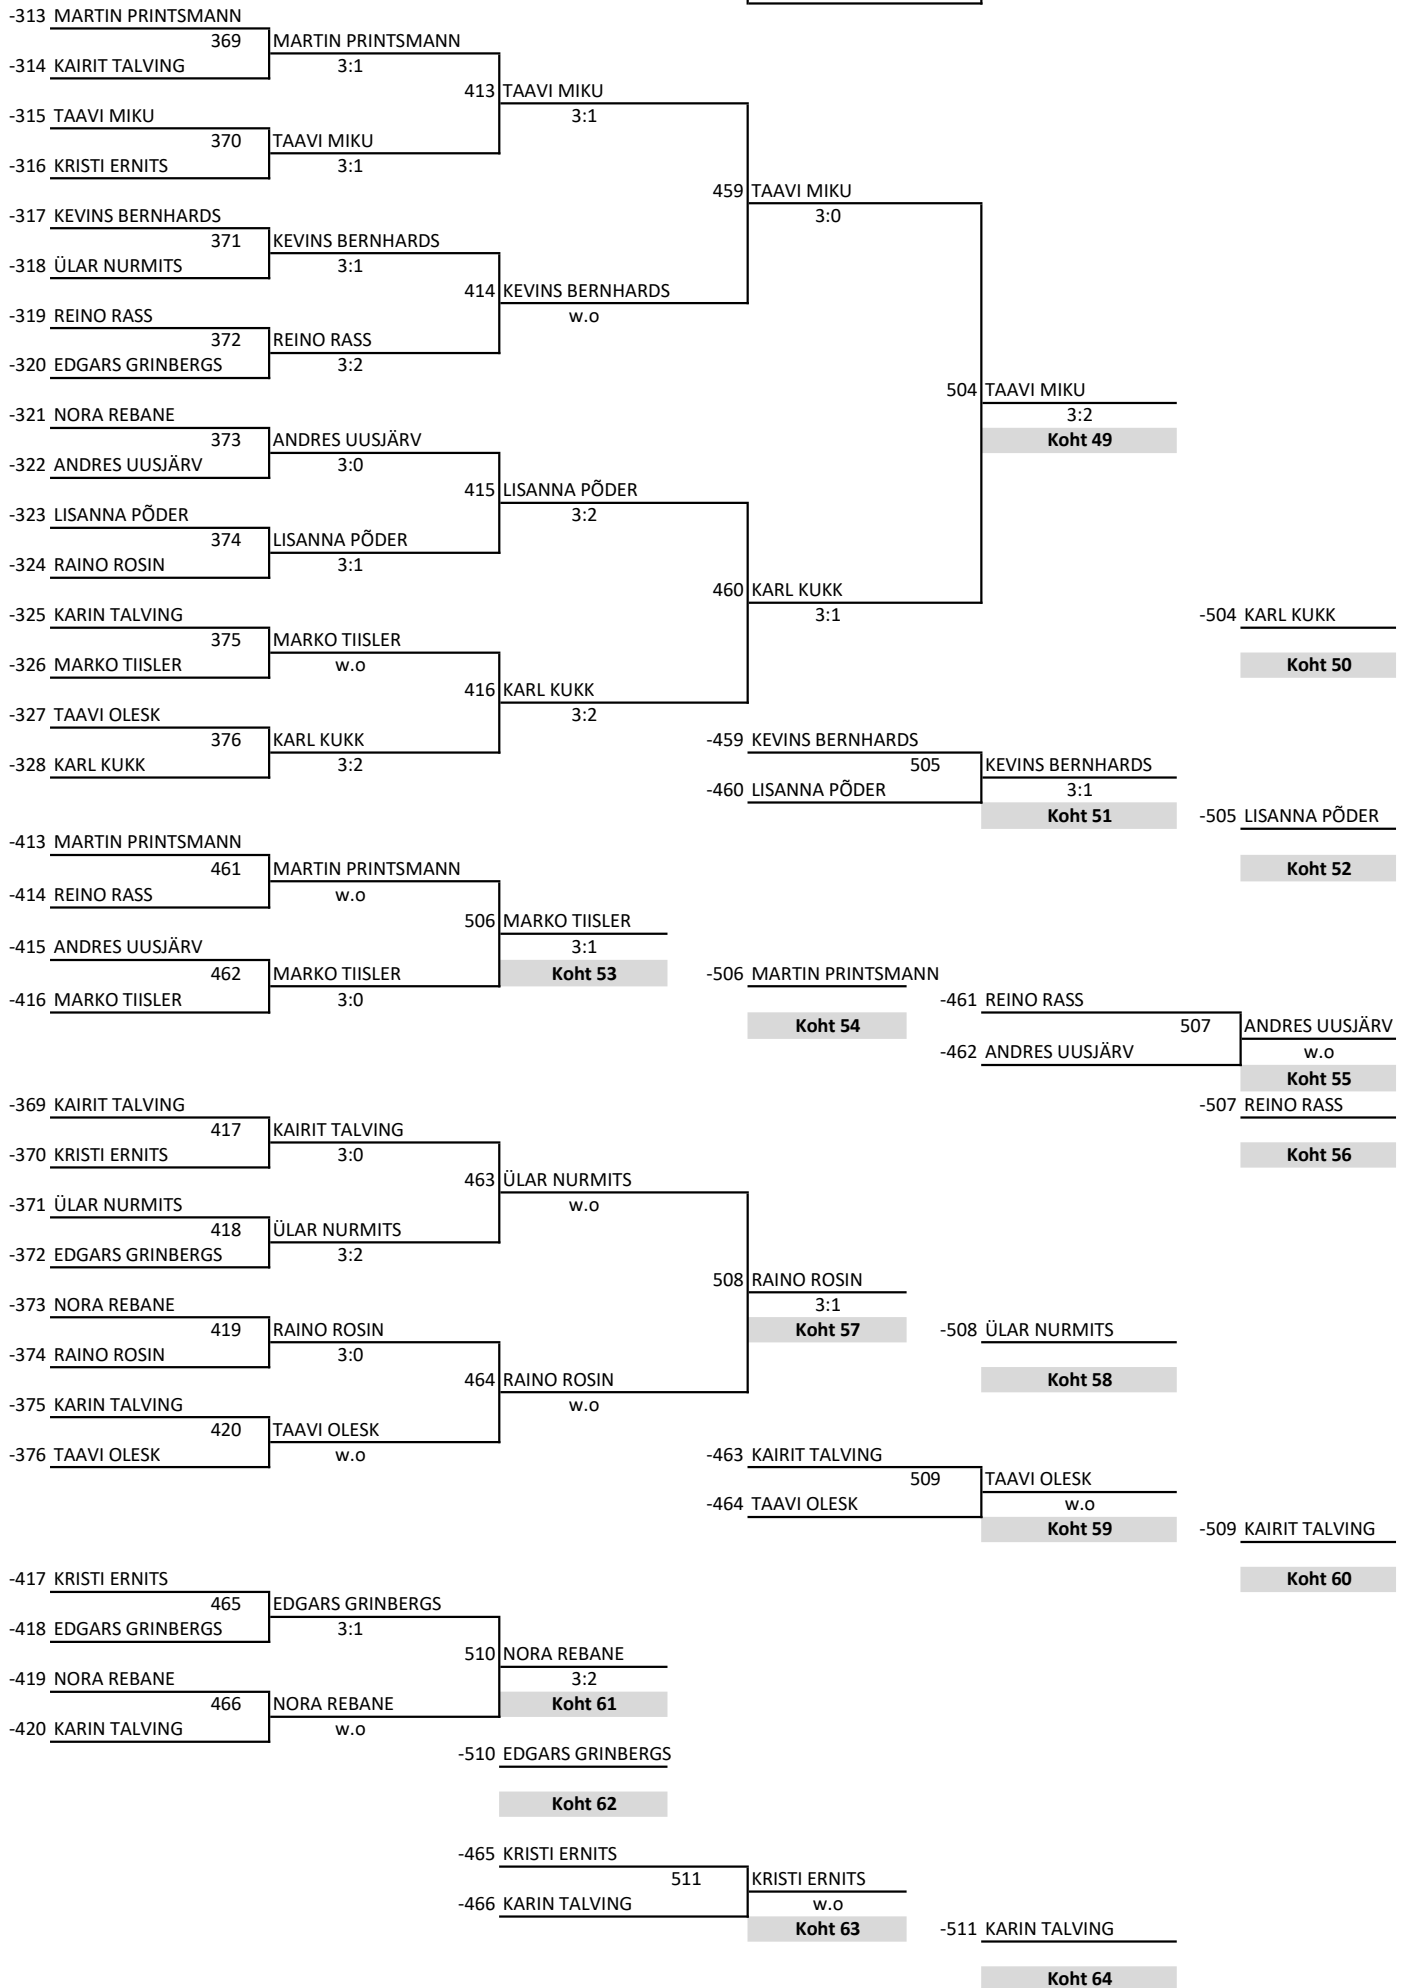 -313 MARTIN PRINTSMANN
369 MARTIN PRINTSMANN
-314 KAIRIT TALVING 3:1
413 TAAVI MIKU
-315 TAAVI MIKU 3:1
370 TAAVI MIKU
-316 KRISTI ERNITS 3:1
459 TAAVI MIKU
-317 KEVINS BERNHARDS 3:0
371 KEVINS BERNHARDS
-318 ÜLAR NURMITS 3:1
414 KEVINS BERNHARDS
-319 REINO RASS w.o
372 REINO RASS
-320 EDGARS GRINBERGS 3:2
504 TAAVI MIKU
-321 NORA REBANE 3:2
373 ANDRES UUSJÄRV Koht 49
-322 ANDRES UUSJÄRV 3:0
415 LISANNA PÕDER
-323 LISANNA PÕDER 3:2
374 LISANNA PÕDER
-324 RAINO ROSIN 3:1
460 KARL KUKK
-325 KARIN TALVING 3:1 -504 KARL KUKK
375 MARKO TIISLER
-326 MARKO TIISLER w.o Koht 50
416 KARL KUKK
-327 TAAVI OLESK 3:2
376 KARL KUKK -459 KEVINS BERNHARDS
-328 KARL KUKK 3:2 505 KEVINS BERNHARDS
-460 LISANNA PÕDER 3:1
Koht 51 -505 LISANNA PÕDER
-413 MARTIN PRINTSMANN
461 MARTIN PRINTSMANN Koht 52
-414 REINO RASS w.o
506 MARKO TIISLER
-415 ANDRES UUSJÄRV 3:1
462 MARKO TIISLER Koht 53 -506 MARTIN PRINTSMANN
-416 MARKO TIISLER 3:0 -461 REINO RASS
Koht 54 507 ANDRES UUSJÄRV
-462 ANDRES UUSJÄRV w.o
Koht 55
-369 KAIRIT TALVING -507 REINO RASS
417 KAIRIT TALVING
-370 KRISTI ERNITS 3:0 Koht 56
463 ÜLAR NURMITS
-371 ÜLAR NURMITS w.o
418 ÜLAR NURMITS
-372 EDGARS GRINBERGS 3:2
508 RAINO ROSIN
-373 NORA REBANE 3:1
419 RAINO ROSIN Koht 57 -508 ÜLAR NURMITS
-374 RAINO ROSIN 3:0
464 RAINO ROSIN Koht 58
-375 KARIN TALVING w.o
420 TAAVI OLESK
-376 TAAVI OLESK w.o -463 KAIRIT TALVING
509 TAAVI OLESK
-464 TAAVI OLESK w.o
Koht 59 -509 KAIRIT TALVING
-417 KRISTI ERNITS Koht 60
465 EDGARS GRINBERGS
-418 EDGARS GRINBERGS 3:1
510 NORA REBANE
-419 NORA REBANE 3:2
466 NORA REBANE Koht 61
-420 KARIN TALVING w.o
-510 EDGARS GRINBERGS
Koht 62
-465 KRISTI ERNITS
511 KRISTI ERNITS
-466 KARIN TALVING w.o
Koht 63 -511 KARIN TALVING
Koht 64